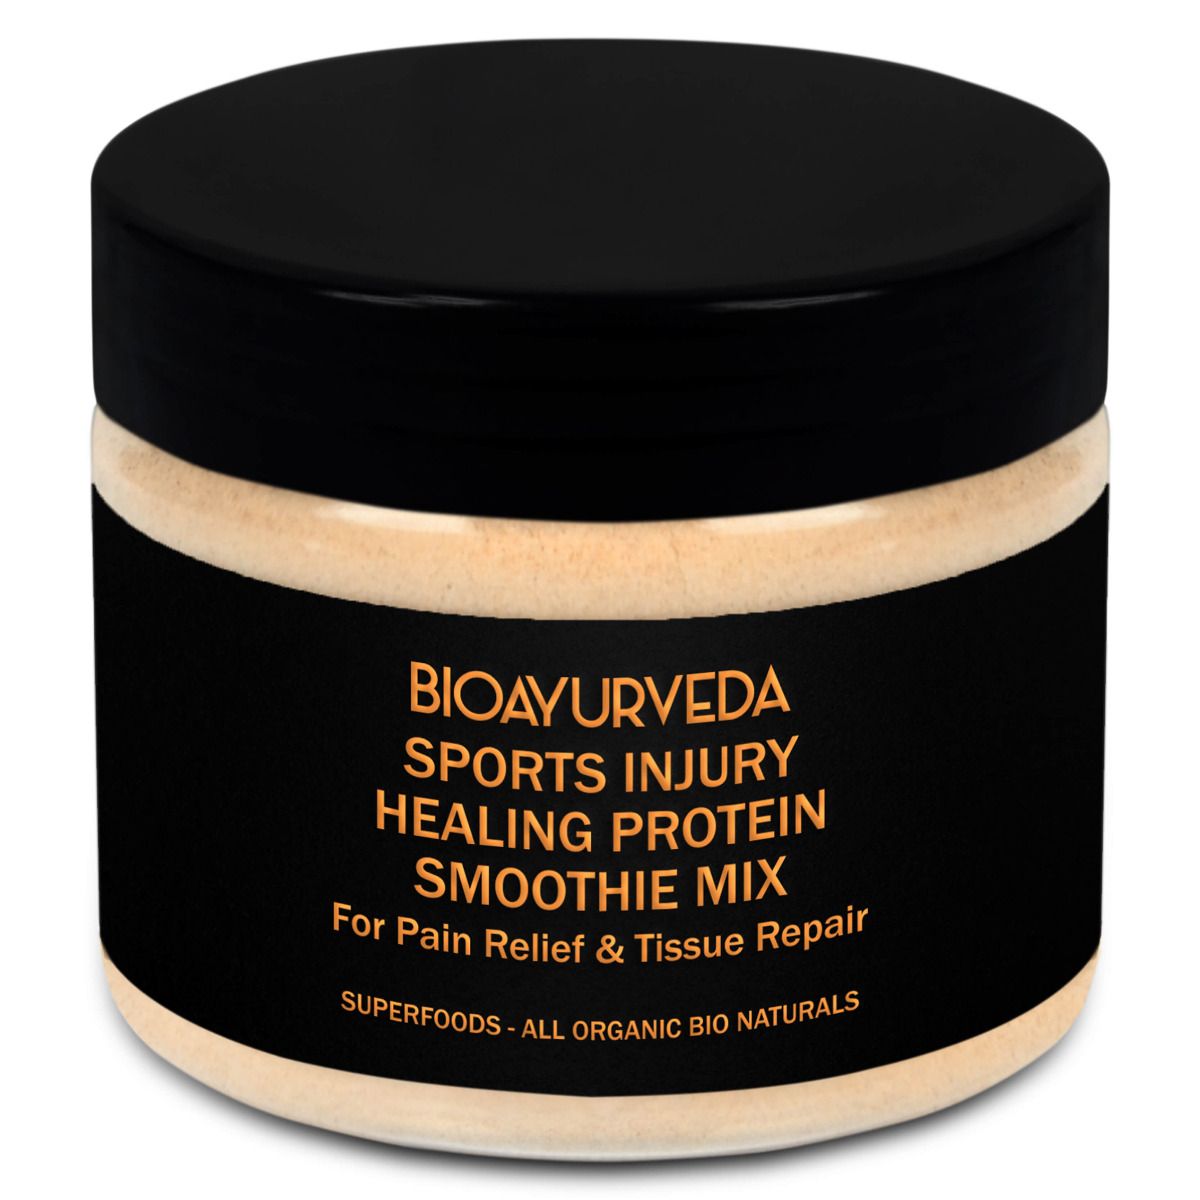 BIOAYURVEDA
SPORTS INJURY
HEALING PROTEIN
SMOOTHIE MIX
For Pain Relief & Tissue Repair
SUPERFOODS - ALL ORGANIC BIO NATURALS